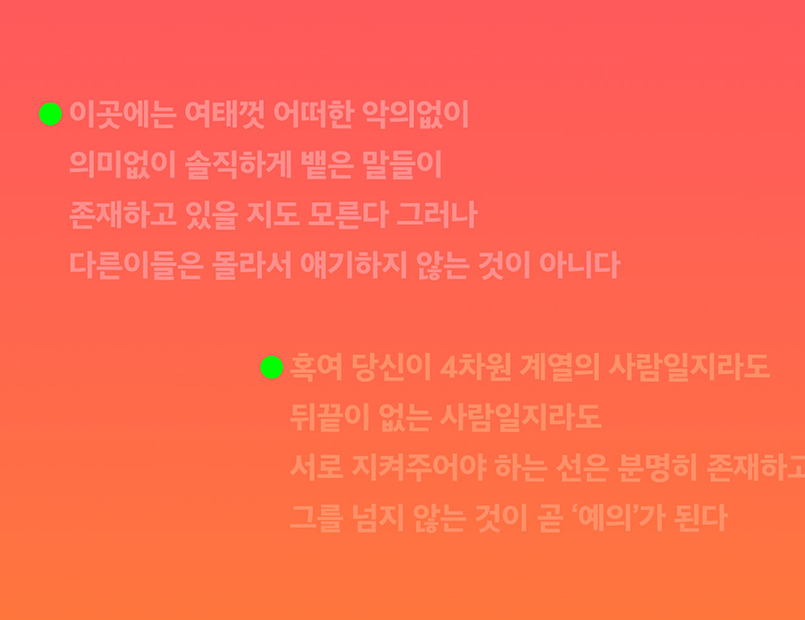 이곳에는 여태껏 어떠한 악의없이
의미없이 솔직하게 뱉은 말들이
존재하고 있을 지도 모른다 그러나
다른이들은 몰라서 얘기하지 않는 것이 아니다
혹여 당신이 4차원 계열의 사람일지라도
뒤끝이 없는 사람일지라도
서로 지켜주어야 하는 선은 분명히 존재하고
그를 넘지 않는 것이 곧 ‘예의’가 된다